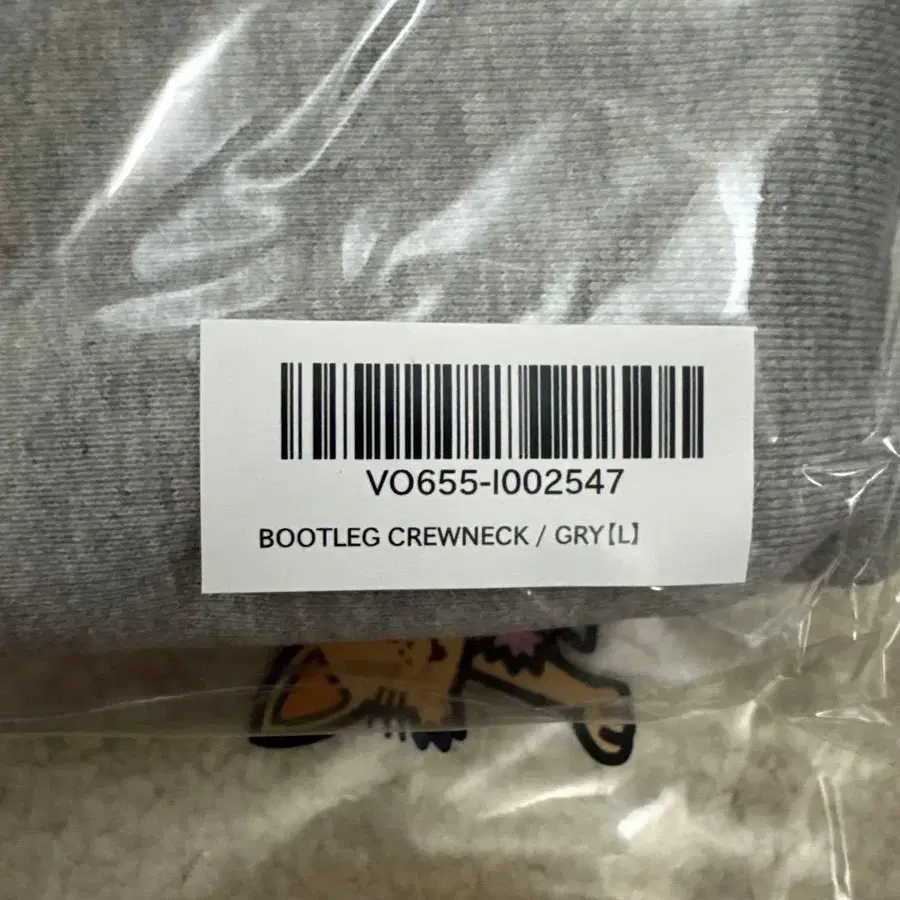 VO655-I002547
BOOTLEG CREWNECK / GRY【L】